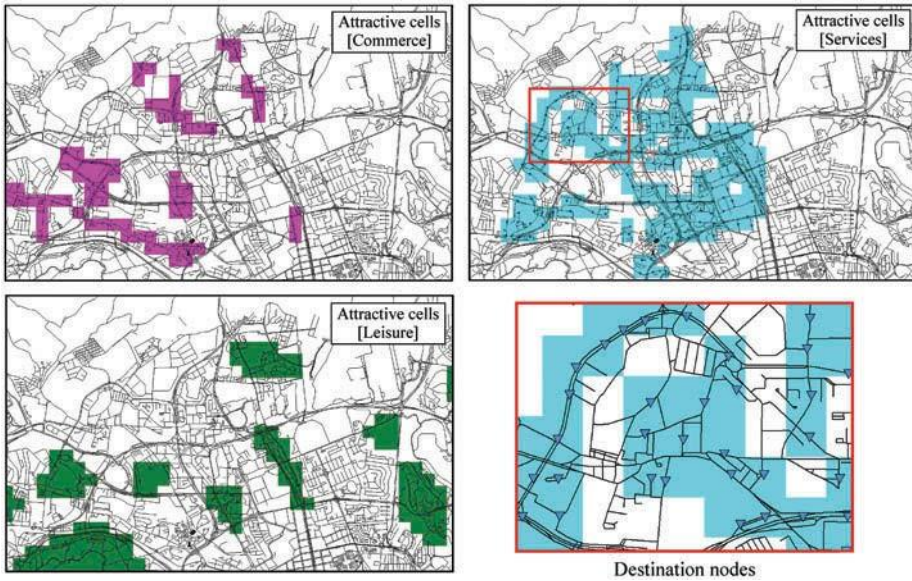 Attractive cells
[Commerce]
Attractive cells
[Services]
Attractive cells
[Leisure]
Destination nodes